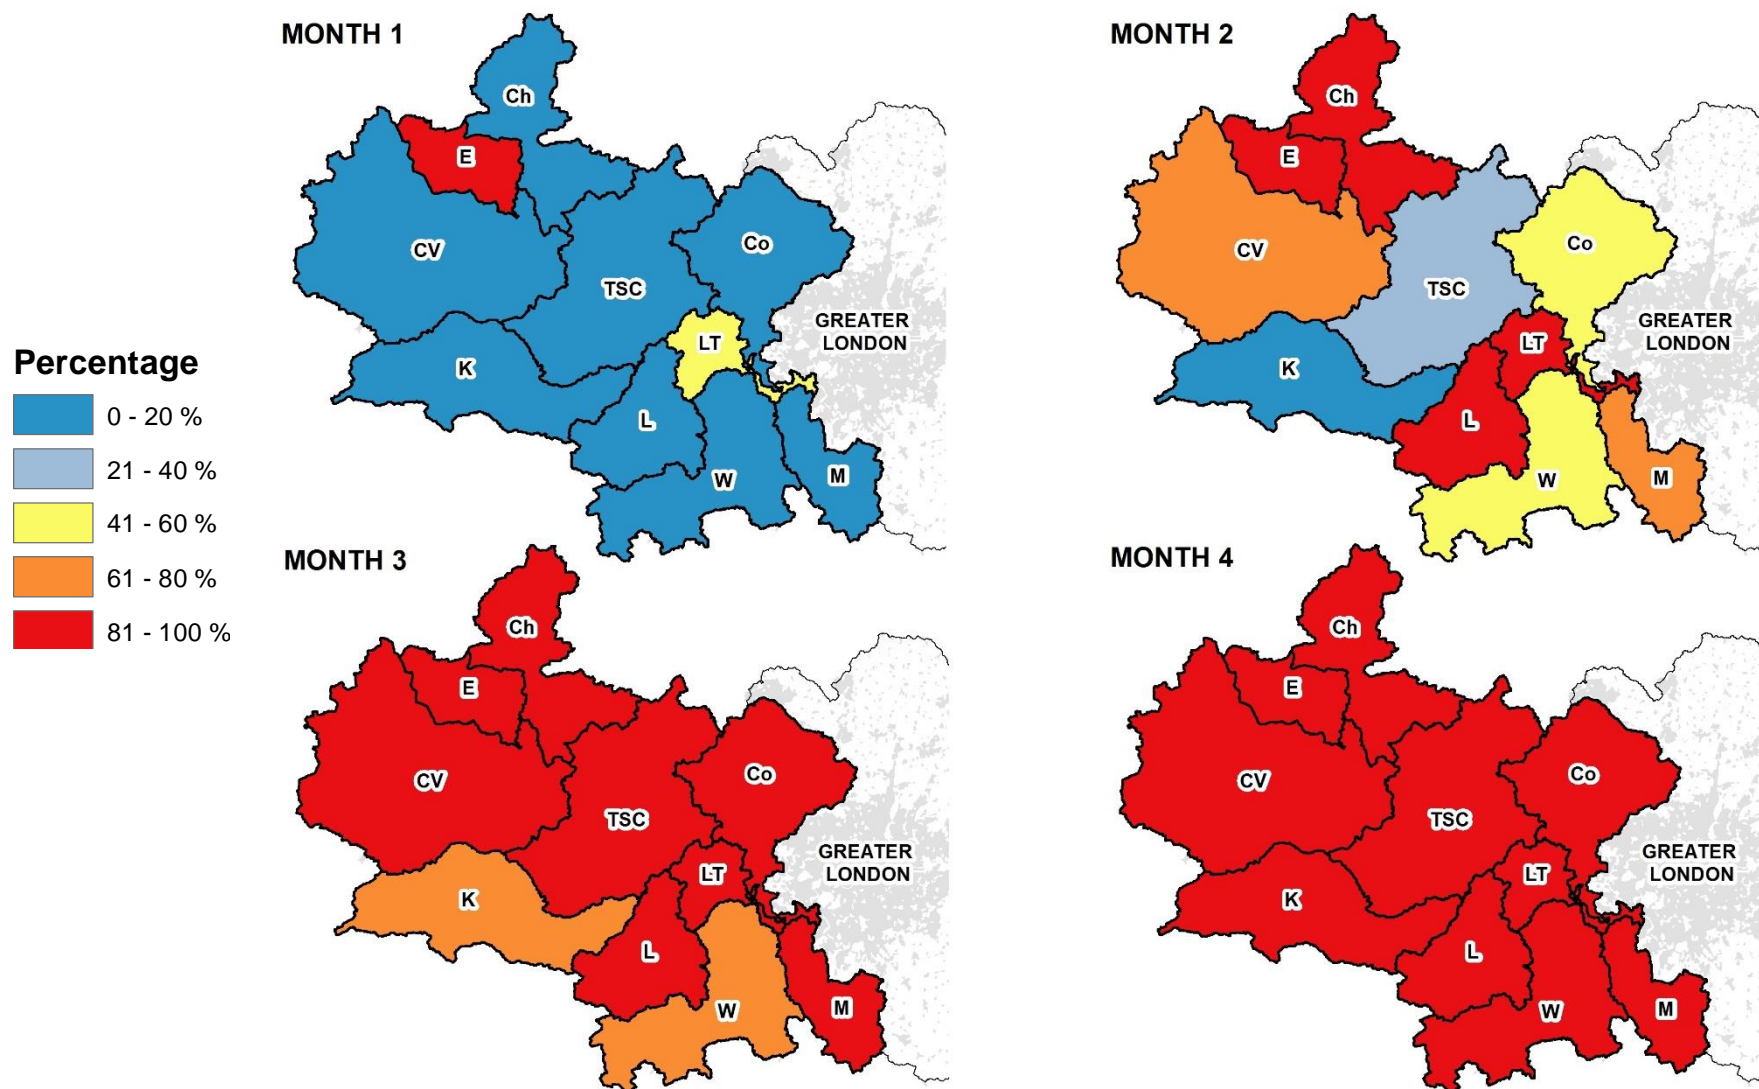 MONTH 1
Ch
E
CV
Co
TSC
GREATER
LONDON
LT
K
L
W
M
MONTH 2
Ch
E
CV
Co
TSC
GREATER
LONDON
LT
K
L
W
M
Percentage
0 - 20 %
21 - 40 %
41 - 60 %
61 - 80 %
81 - 100 %
MONTH 3
Ch
E
CV
Co
TSC
GREATER
LONDON
LT
K
L
W
M
MONTH 4
Ch
E
CV
Co
TSC
GREATER
LONDON
LT
K
L
W
M